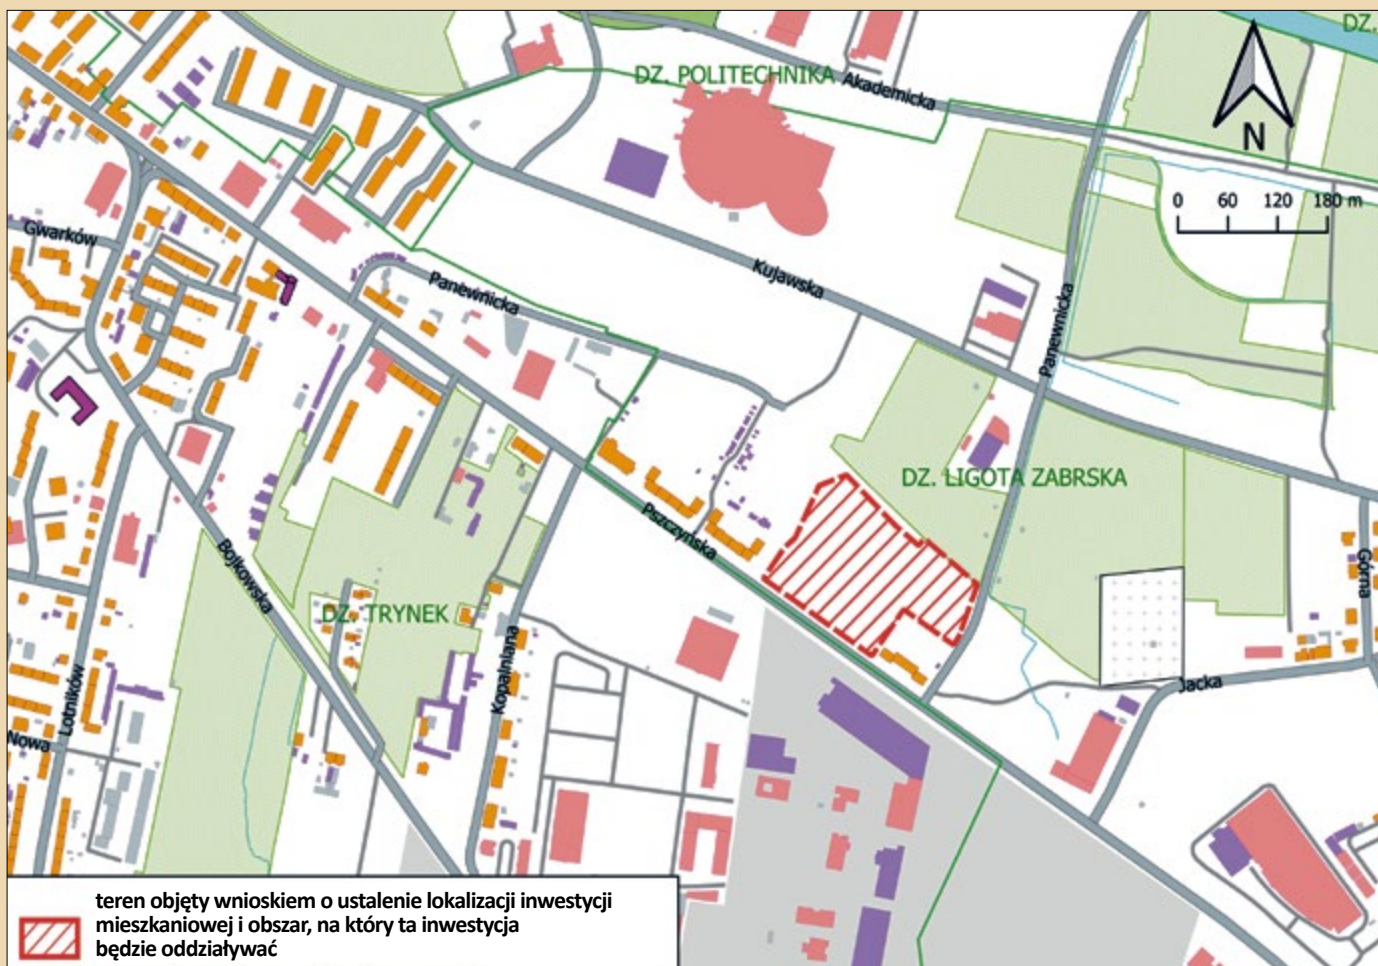 DZ.
DZ. POLITECHNIKA
Akademicka
N
0 60 120 180 m
Gwarków
Panewnicka
Kujawska
Panewnicka
DZ. LIGOTA ZABRSKA
Pszczyńska
Bojkowska
DZ. TRYNEK
Kopalniana
Lotników
Nowa
Górna
Jacka
teren objęty wnioskiem o ustalenie lokalizacji inwestycji
mieszkaniowej i obszar, na który ta inwestycja
będzie oddziaływać